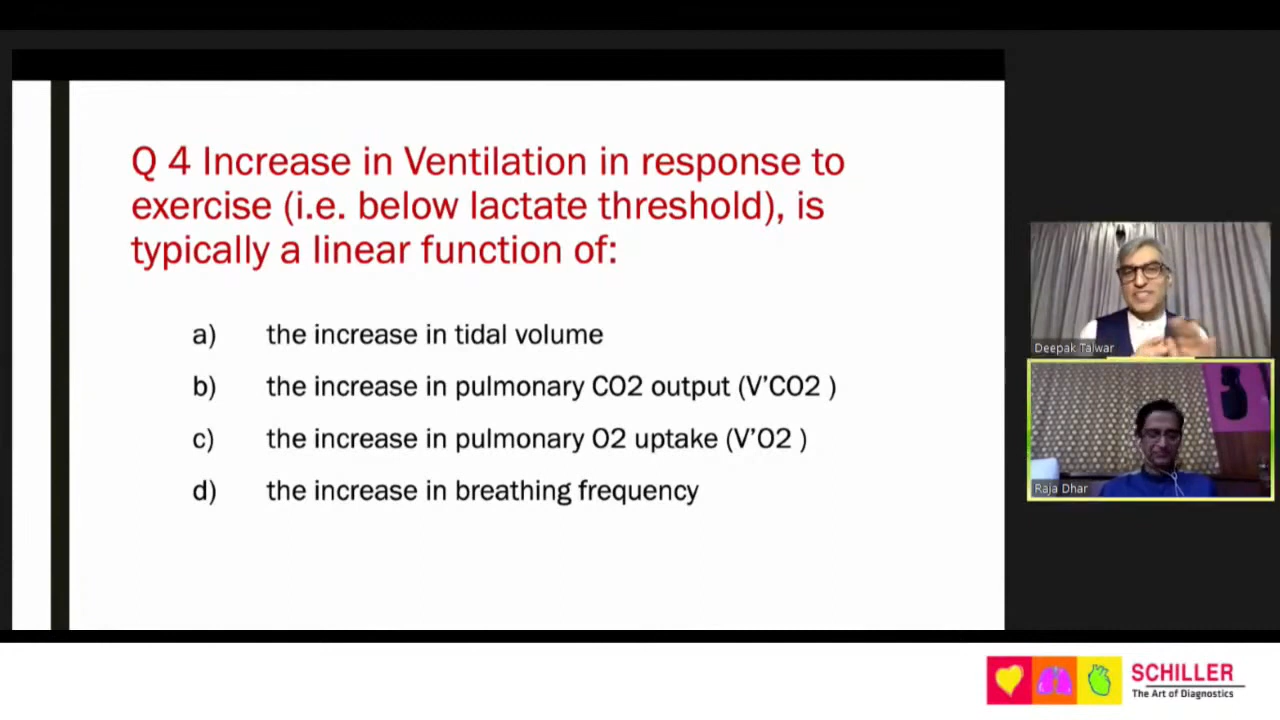 Q 4 Increase in Ventilation in response to
exercise (i.e. below lactate threshold), is
typically a linear function of:
a) the increase in tidal volume
b) the increase in pulmonary CO2 output (V'CO2 )
c) the increase in pulmonary O2 uptake (V'O2 )
d) the increase in breathing frequency
Deepak Talwar
Raja Dhar
SCHILLER
The Art of Diagnostics